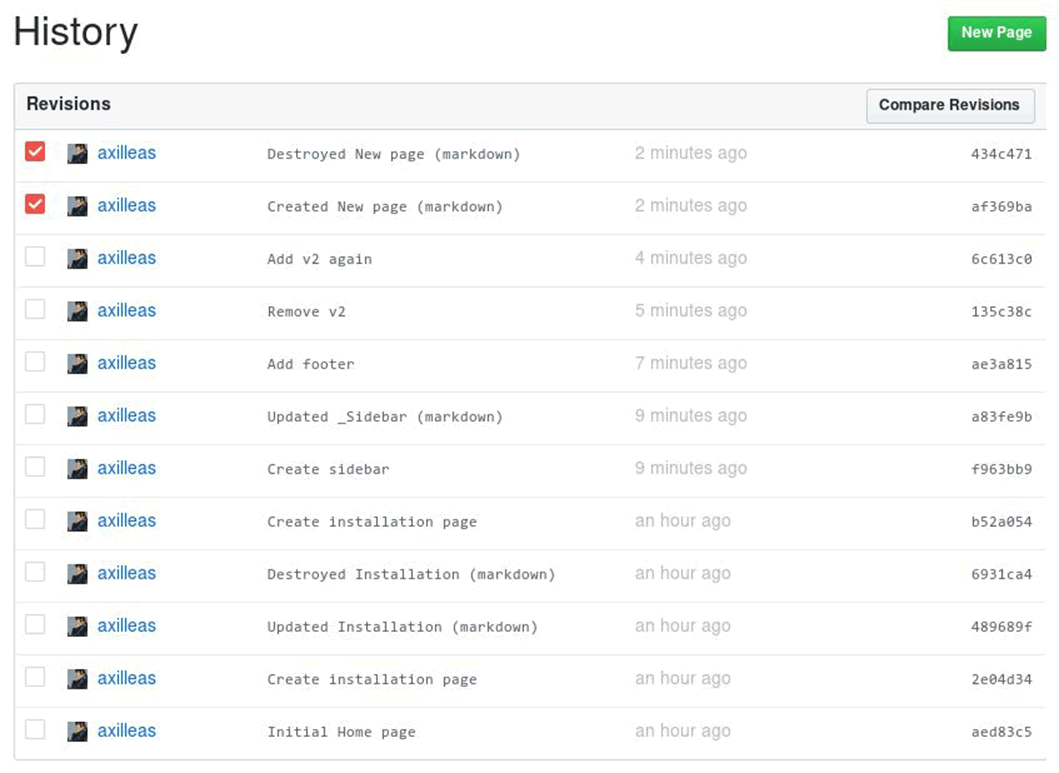 History
New Page
Revisions
Compare Revisions
axilleas Destroyed New page (markdown) 2 minutes ago 434c471
axilleas Created New page (markdown) 2 minutes ago af369ba
axilleas Add v2 again 4 minutes ago 6c613c0
axilleas Remove v2 5 minutes ago 135c38c
axilleas Add footer 7 minutes ago ae3a815
axilleas Updated _Sidebar (markdown) 9 minutes ago a83fe9b
axilleas Create sidebar 9 minutes ago f963bb9
axilleas Create installation page an hour ago b52a054
axilleas Destroyed Installation (markdown) an hour ago 6931ca4
axilleas Updated Installation (markdown) an hour ago 489689f
axilleas Create installation page an hour ago 2e04d34
axilleas Initial Home page an hour ago aed83c5